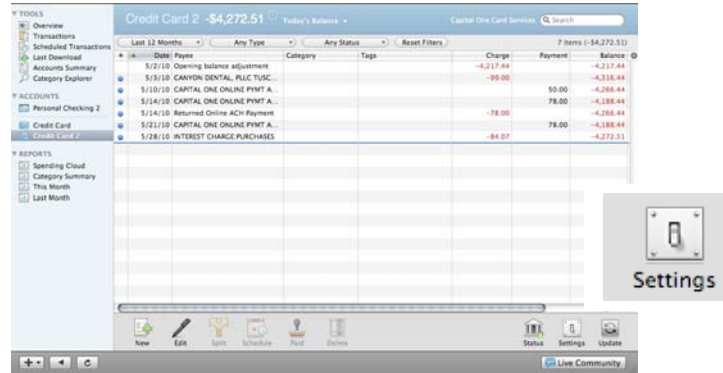 ▼ TOOLS
Overview
Transactions
Scheduled Transactions
Last Download
Accounts Summary
Category Explorer
▼ ACCOUNTS
Personal Checking 2
Credit Card
Credit Card 2
▼ REPORTS
Spending Cloud
Category Summary
This Month
Last Month
Credit Card 2 -$4,272.51 Today's Balance
Capital One Card Services Search
Last 12 Months Any Type Any Status Reset Filters 7 items (-$4,272.51)
Date Payee Category Tags Charge Payment Balance
5/2/10 Opening balance adjustment -4,217.44 -4,217.44
5/3/10 CANYON DENTAL, PLLC TUSC... -99.00 -4,316.44
5/10/10 CAPITAL ONE ONLINE PYMT A... 50.00 -4,266.44
5/14/10 CAPITAL ONE ONLINE PYMT A... 78.00 -4,188.44
5/14/10 Returned Online ACH Payment -78.00 -4,266.44
5/21/10 CAPITAL ONE ONLINE PYMT A... 78.00 -4,188.44
5/28/10 INTEREST CHARGE:PURCHASES -84.07 -4,272.51
Settings
New Edit Split Schedule Paid Delete Status Settings Update
Live Community